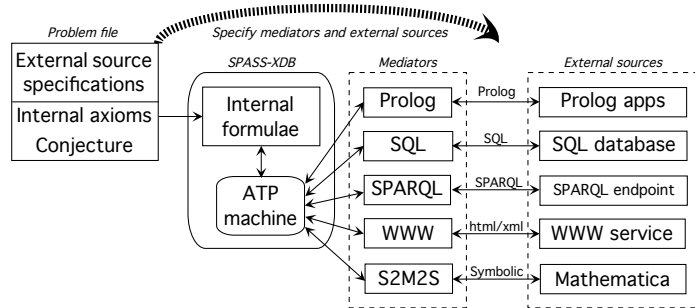 Problem file
Specify mediators and external sources
External source
specifications
Internal axioms
Conjecture
SPASS-XDB
Internal
formulae
ATP
machine
Mediators
Prolog
SQL
SPARQL
WWW
S2M2S
Prolog
SQL
SPARQL
html/xml
Symbolic
External sources
Prolog apps
SQL database
SPARQL endpoint
WWW service
Mathematica